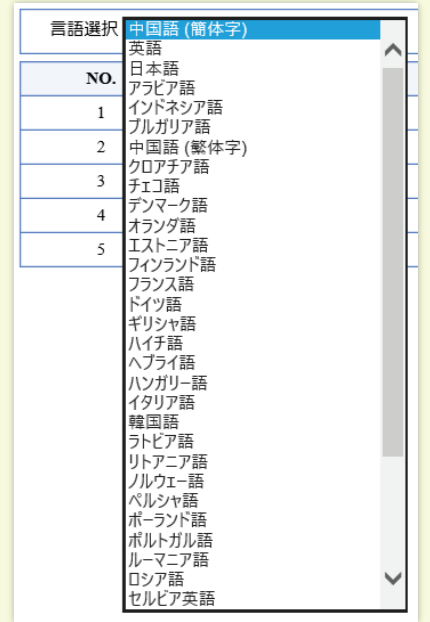 言語選択 中国語 (簡体字)
英語
日本語
アラビア語
インドネシア語
ブルガリア語
中国語 (繁体字)
クロアチア語
チェコ語
デンマーク語
オランダ語
エストニア語
フィンランド語
フランス語
ドイツ語
ギリシャ語
ハイチ語
ヘブライ語
ハンガリー語
イタリア語
韓国語
ラトビア語
リトアニア語
ノルウェー語
ペルシャ語
ポーランド語
ポルトガル語
ルーマニア語
ロシア語
セルビア英語
NO.
1
2
3
4
5